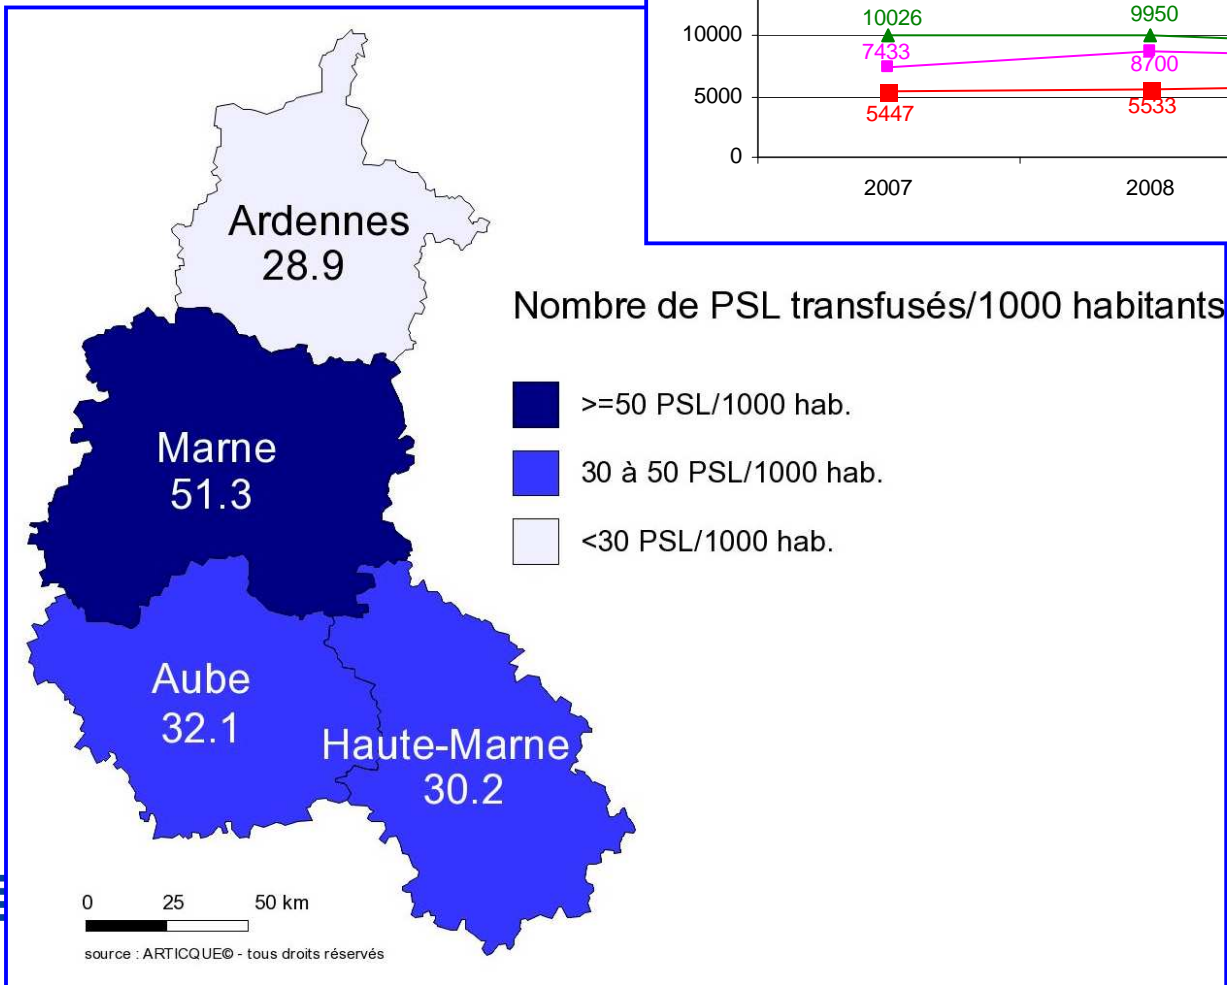 10026
9950
10000
7433
8700
5000
5447
5533
0
2007
2008
Ardennes
28.9
Nombre de PSL transfusés/1000 habitants
>=50 PSL/1000 hab.
30 à 50 PSL/1000 hab.
<30 PSL/1000 hab.
Marne
51.3
Aube
32.1
Haute-Marne
30.2
0 25 50 km
source : ARTICQUE© - tous droits réservés